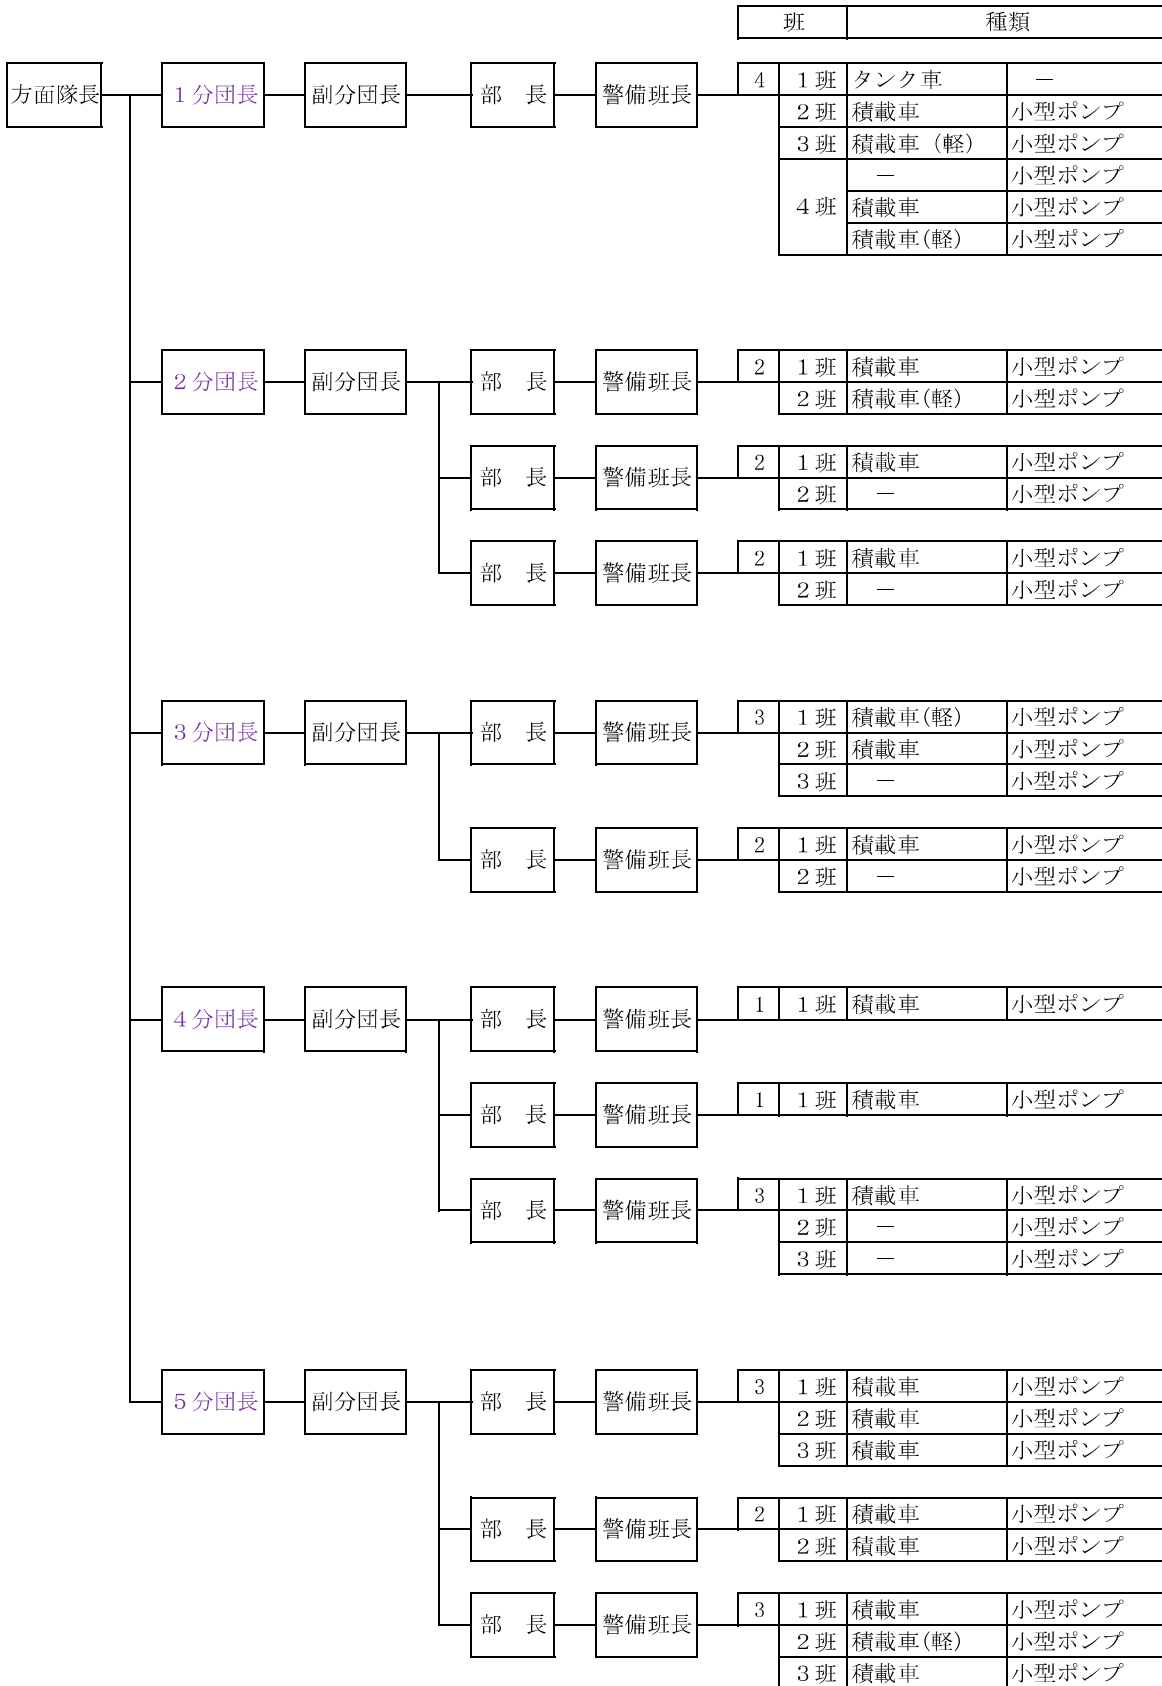 班 種類
方面隊長 1分団長 副分団長 部 長 警備班長 4 1班 タンク車 －
2班 積載車 小型ポンプ
3班 積載車（軽） 小型ポンプ
－ 小型ポンプ
4班 積載車 小型ポンプ
積載車(軽) 小型ポンプ
2分団長 副分団長 部 長 警備班長 2 1班 積載車 小型ポンプ
2班 積載車(軽) 小型ポンプ
部 長 警備班長 2 1班 積載車 小型ポンプ
2班 － 小型ポンプ
部 長 警備班長 2 1班 積載車 小型ポンプ
2班 － 小型ポンプ
3分団長 副分団長 部 長 警備班長 3 1班 積載車(軽) 小型ポンプ
2班 積載車 小型ポンプ
3班 － 小型ポンプ
部 長 警備班長 2 1班 積載車 小型ポンプ
2班 － 小型ポンプ
4分団長 副分団長 部 長 警備班長 1 1班 積載車 小型ポンプ
部 長 警備班長 1 1班 積載車 小型ポンプ
部 長 警備班長 3 1班 積載車 小型ポンプ
2班 － 小型ポンプ
3班 － 小型ポンプ
5分団長 副分団長 部 長 警備班長 3 1班 積載車 小型ポンプ
2班 積載車 小型ポンプ
3班 積載車 小型ポンプ
部 長 警備班長 2 1班 積載車 小型ポンプ
2班 積載車 小型ポンプ
部 長 警備班長 3 1班 積載車 小型ポンプ
2班 積載車(軽) 小型ポンプ
3班 積載車 小型ポンプ